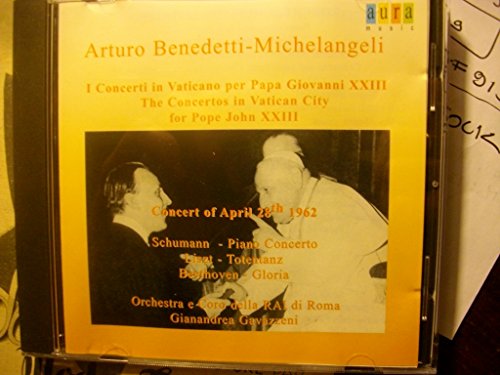 aura
music
Arturo Benedetti-Michelangeli
I Concerti in Vaticano per Papa Giovanni XXIII
The Concertos in Vatican City
for Pope John XXIII
Concert of April 28th 1962
Schumann - Piano Concerto
Liszt - Totentanz
Beethoven - Gloria
Orchestra e Coro della RAI di Roma
Gianandrea Gavazzeni